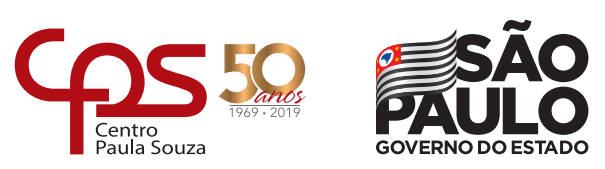 cps
Centro
Paula Souza
50
anos
1969 • 2019
SÃO
PAULO
GOVERNO DO ESTADO